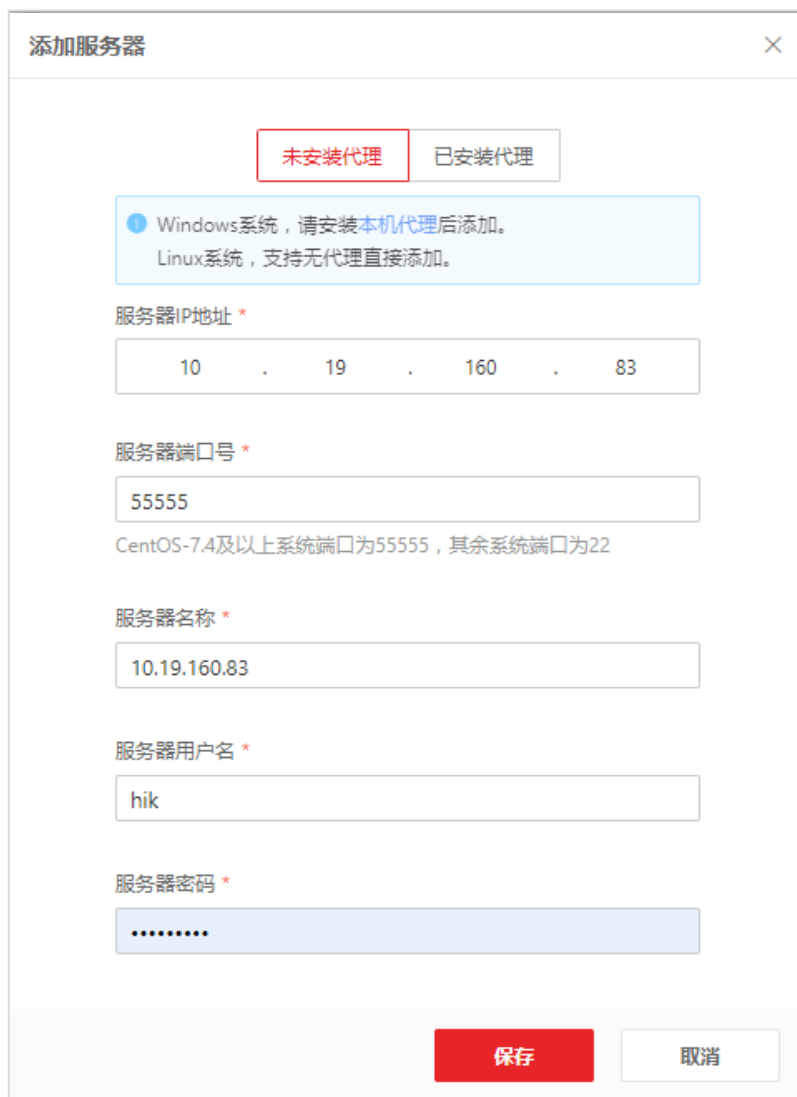 添加服务器
未安装代理 已安装代理
Windows系统，请安装本机代理后添加。
Linux系统，支持无代理直接添加。
服务器IP地址 *
10 . 19 . 160 . 83
服务器端口号 *
55555
CentOS-7.4及以上系统端口为55555，其余系统端口为22
服务器名称 *
10.19.160.83
服务器用户名 *
hik
服务器密码 *
•••••••••
保存 取消